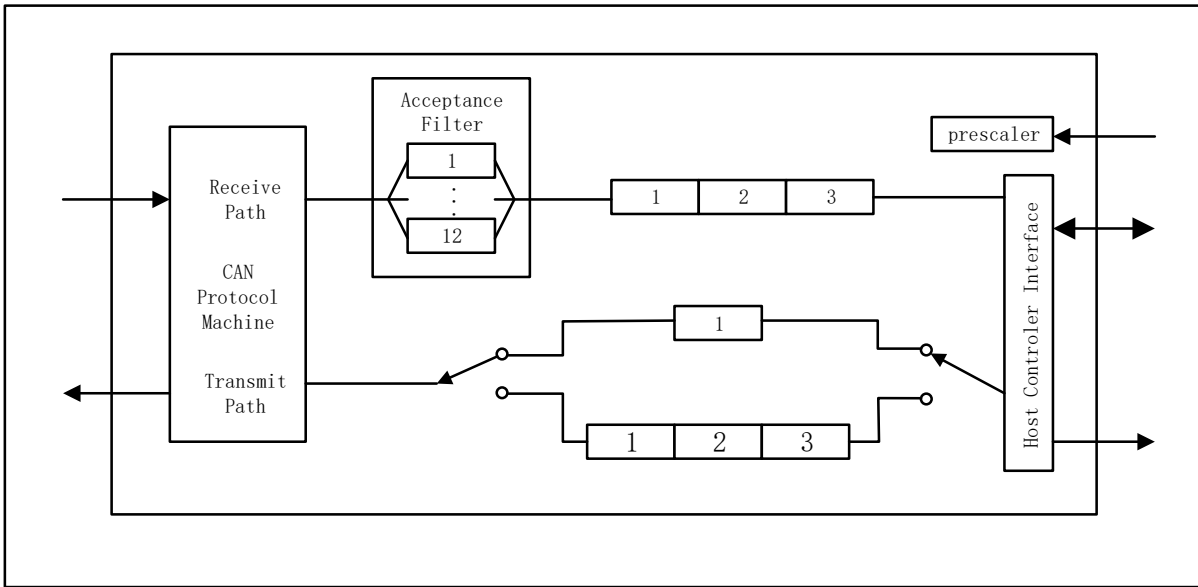 Acceptance
Filter
1
⋮
12
prescaler
Receive
Path
1 2 3
CAN
Protocol
Machine
1
Transmit
Path
1 2 3
Host Controler Interface